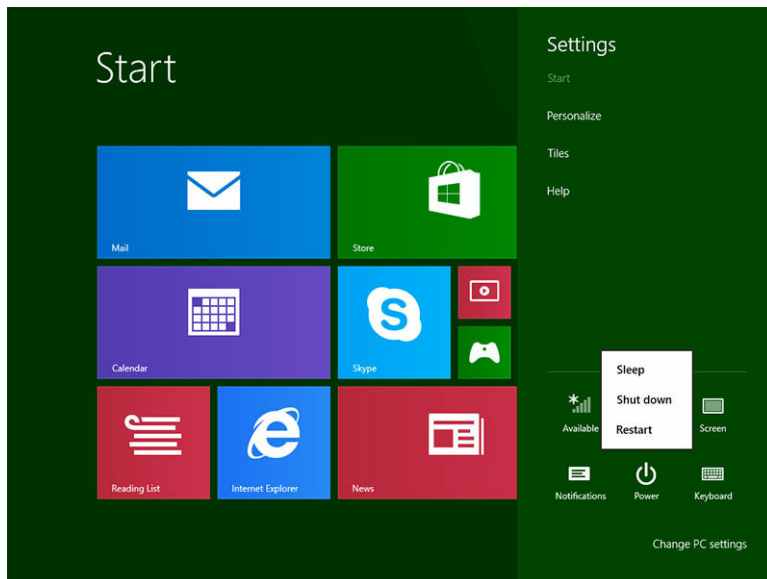 Start
Mail
Store
Calendar
Skype
Reading List
Internet Explorer
News
Settings
Start
Personalize
Tiles
Help
Sleep
Shut down
Restart
Available
Screen
Notifications
Power
Keyboard
Change PC settings